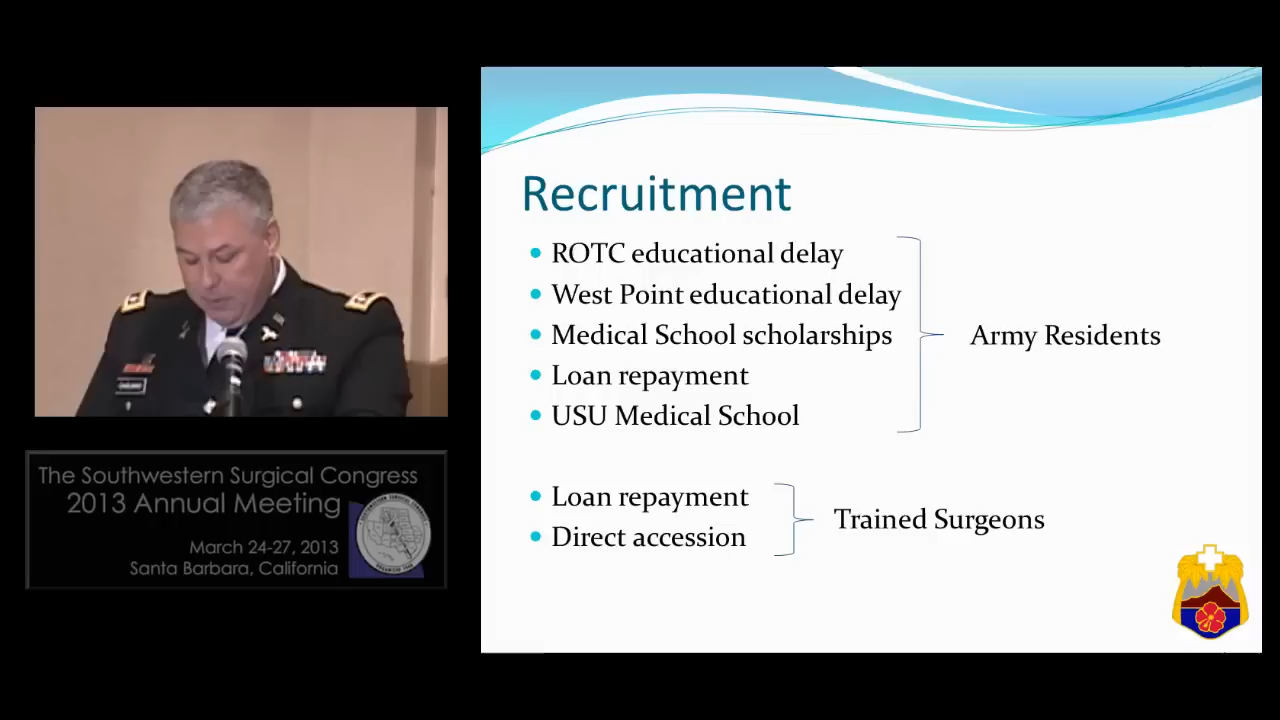 Recruitment
ROTC educational delay
West Point educational delay
Medical School scholarships
Loan repayment
USU Medical School
Army Residents
Loan repayment
Direct accession
Trained Surgeons
The Southwestern Surgical Congress
2013 Annual Meeting
March 24-27, 2013
Santa Barbara, California